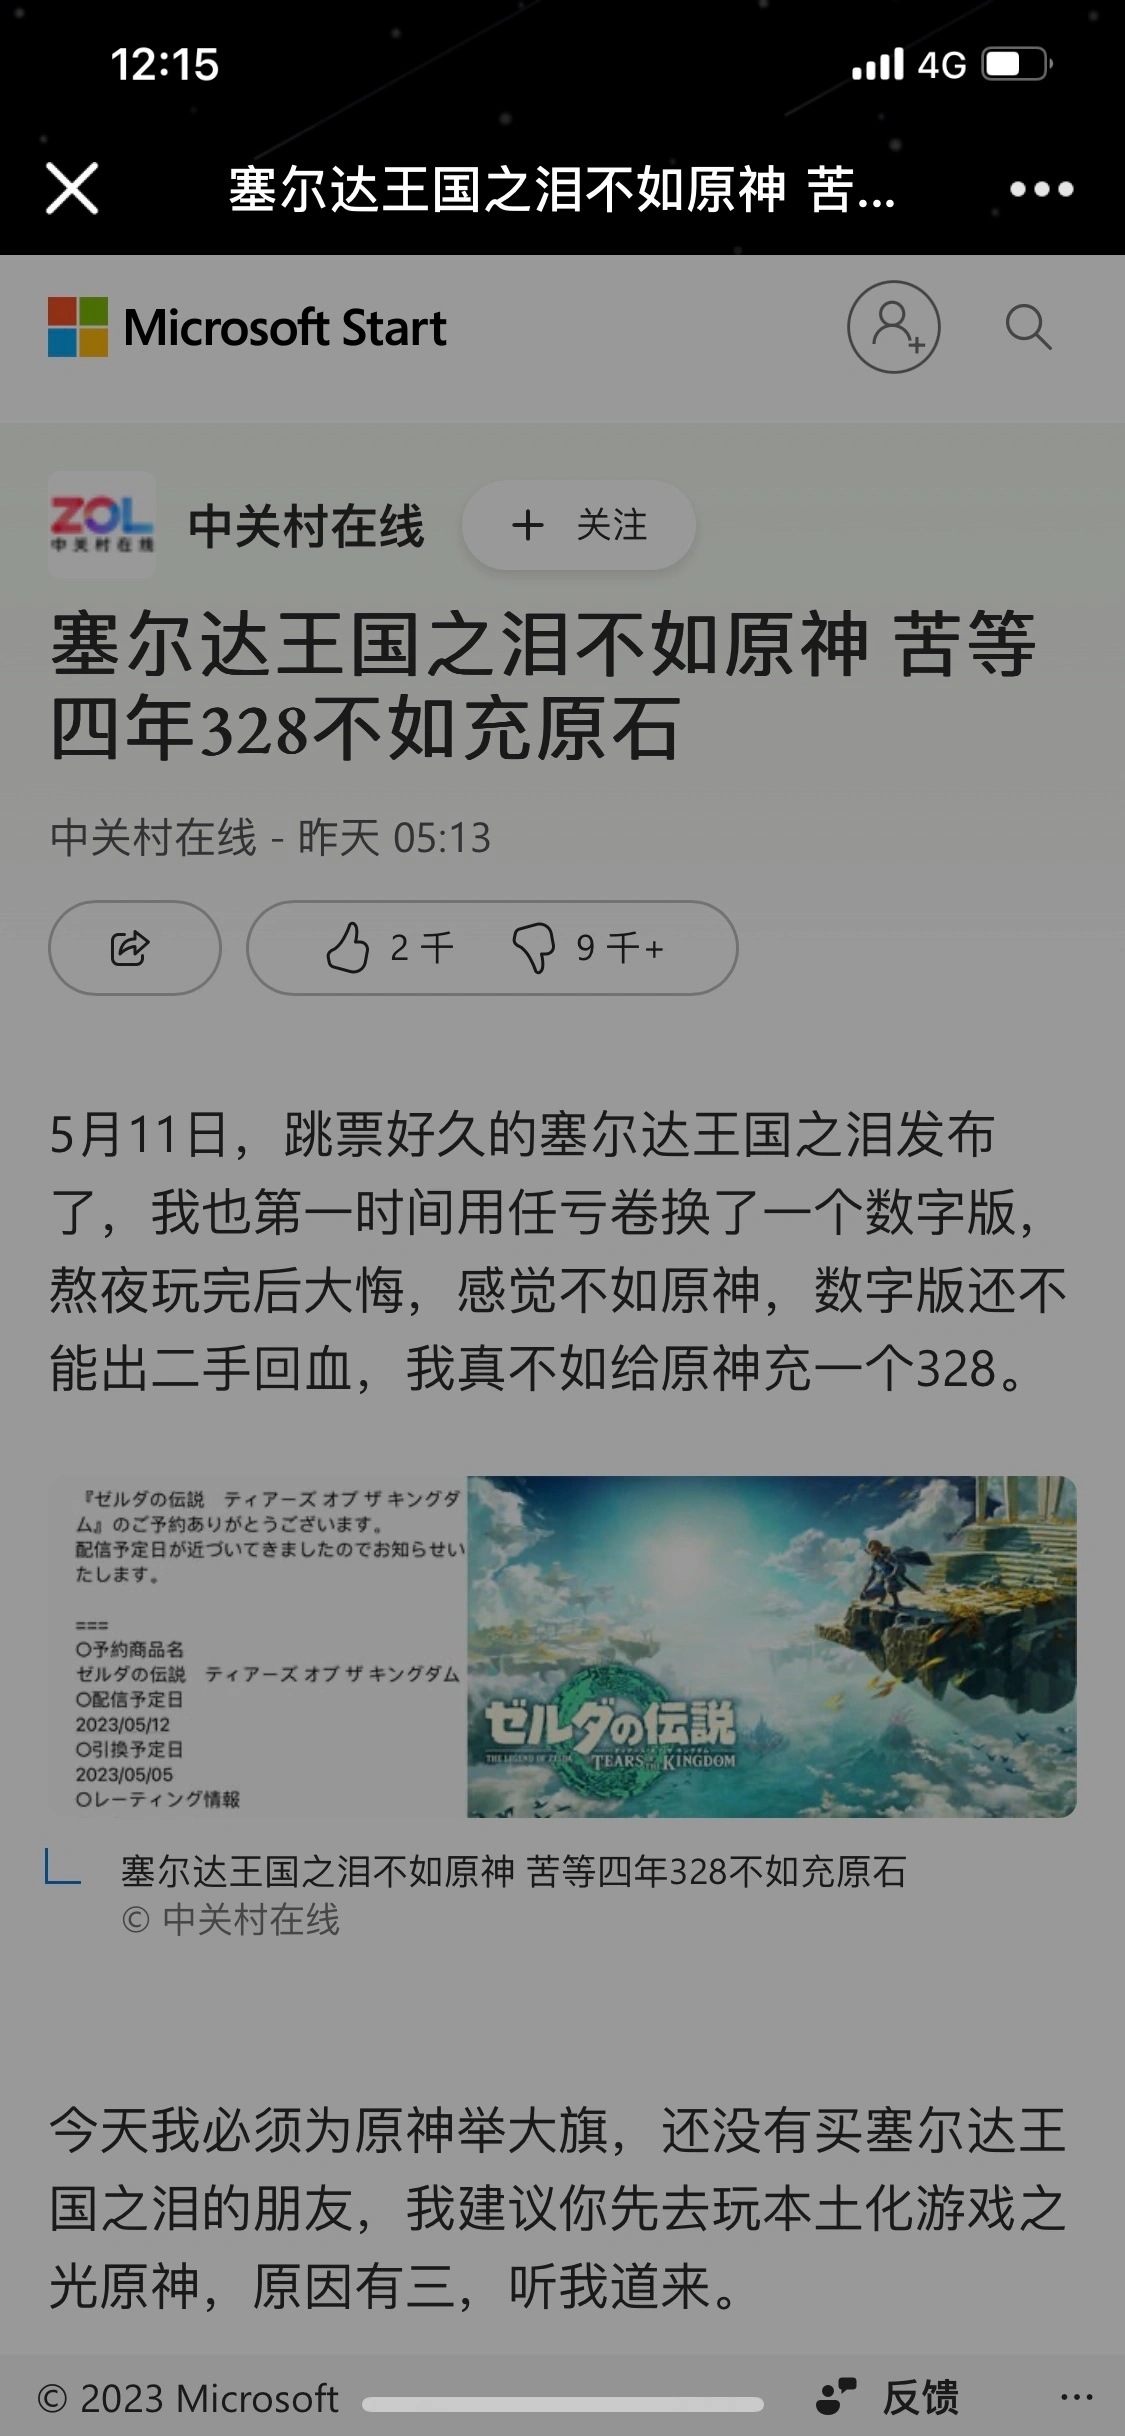 12:15
4G
塞尔达王国之泪不如原神 苦...
Microsoft Start
ZOL
中关村在线
中关村在线
+ 关注
塞尔达王国之泪不如原神 苦等
四年328不如充原石
中关村在线 - 昨天 05:13
2 千
9 千+
5月11日，跳票好久的塞尔达王国之泪发布
了，我也第一时间用任亏卷换了一个数字版，
熬夜玩完后大悔，感觉不如原神，数字版还不
能出二手回血，我真不如给原神充一个328。
『ゼルダの伝説　ティアーズ オブ ザ キングダ
ム』のご予約ありがとうございます。
配信予定日が近づいてきましたのでお知らせい
たします。
===
○予約商品名
ゼルダの伝説　ティアーズ オブ ザ キングダム
○配信予定日
2023/05/12
○引換予定日
2023/05/05
○レーティング情報
ゼルダの伝説
THE LEGEND OF ZELDA
TEARS OF THE KINGDOM
塞尔达王国之泪不如原神 苦等四年328不如充原石
© 中关村在线
今天我必须为原神举大旗，还没有买塞尔达王
国之泪的朋友，我建议你先去玩本土化游戏之
光原神，原因有三，听我道来。
© 2023 Microsoft
反馈
...